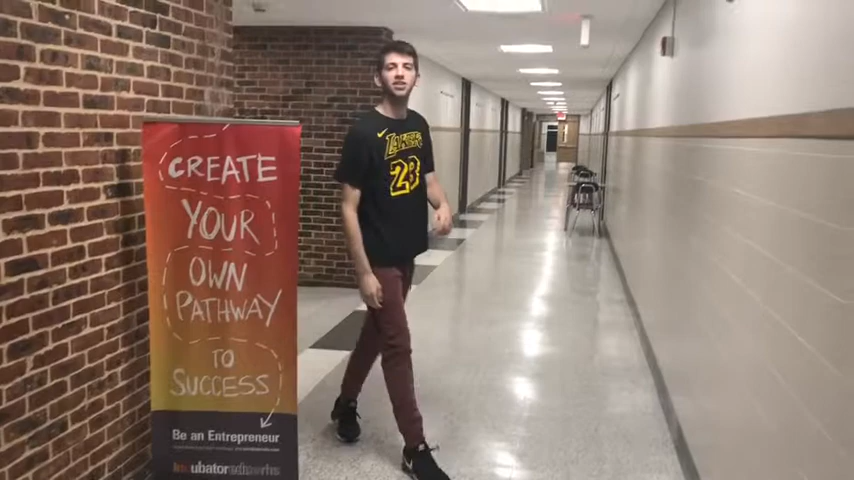 CREATE
YOUR
OWN
PATHWAY
TO
SUCCESS
Be An Entrepreneur
LAKERS
23